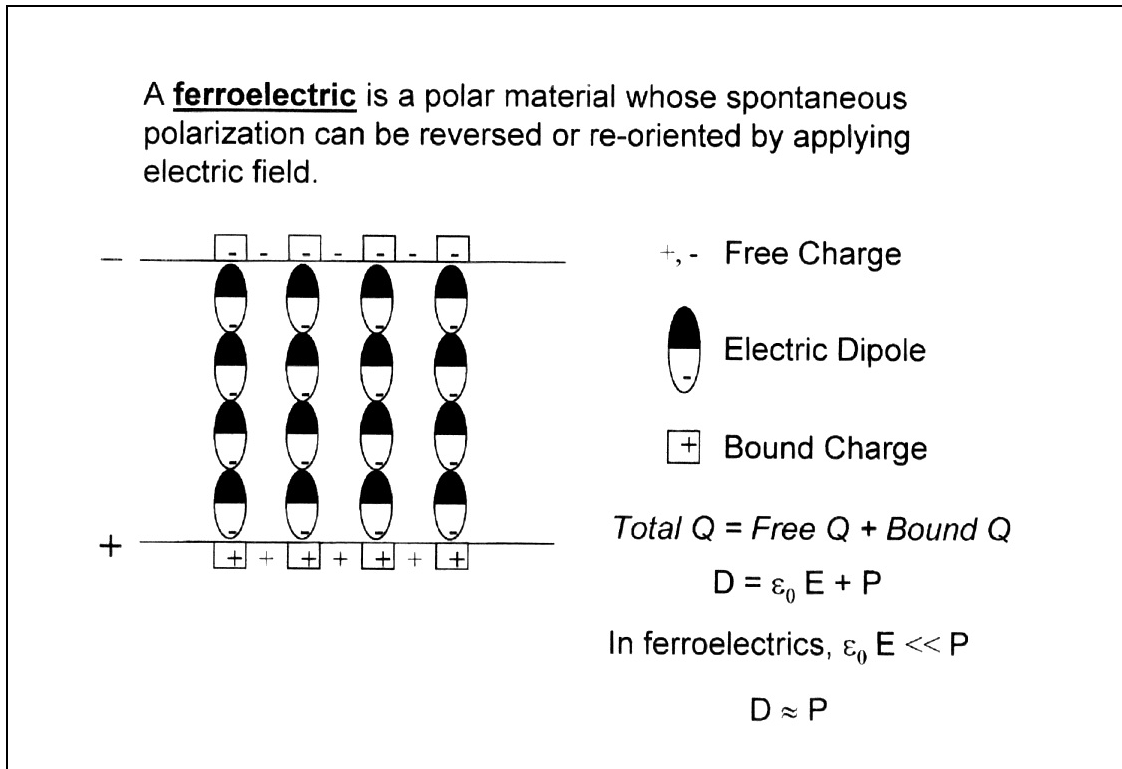 A ferroelectric is a polar material whose spontaneous
polarization can be reversed or re-oriented by applying
electric field.
− - - - - - - -
+, - Free Charge
- - - -
- - - -
- Electric Dipole
- - - -
+ Bound Charge
- - - -
Total Q = Free Q + Bound Q
+ + + + + + + +
D = ε₀ E + P
In ferroelectrics, ε₀ E << P
D ≈ P